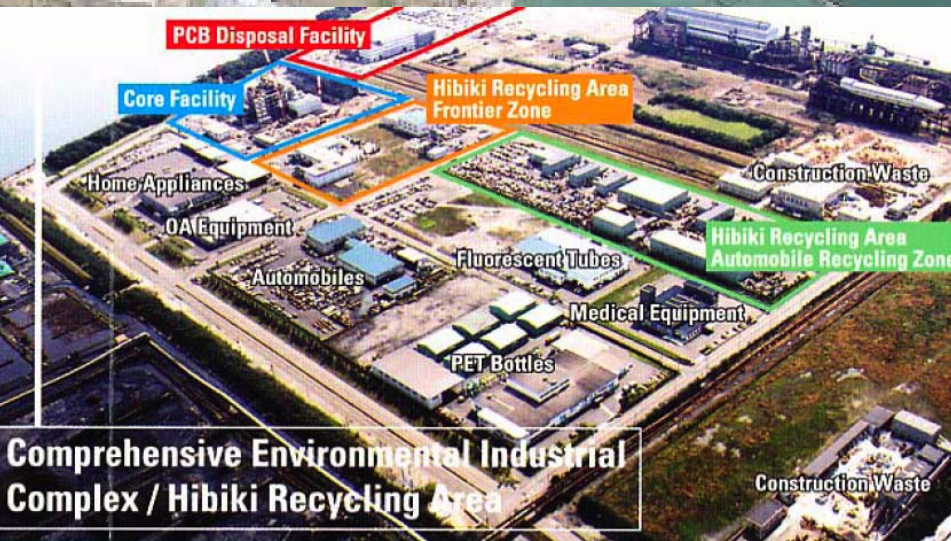 PCB Disposal Facility
Core Facility
Hibiki Recycling Area
Frontier Zone
Construction Waste
Home Appliances
OA Equipment
Hibiki Recycling Area
Automobile Recycling Zone
Fluorescent Tubes
Automobiles
Medical Equipment
PET Bottles
Comprehensive Environmental Industrial
Complex / Hibiki Recycling Area
Construction Waste